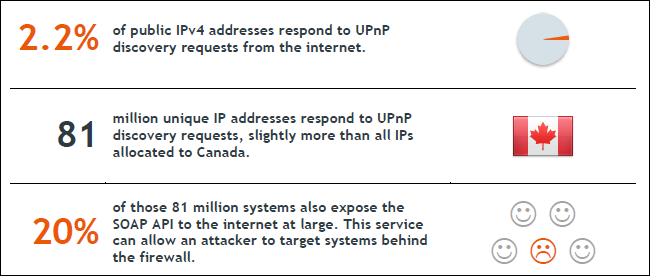 2.2%
of public IPv4 addresses respond to UPnP
discovery requests from the internet.
81
million unique IP addresses respond to UPnP
discovery requests, slightly more than all IPs
allocated to Canada.
20%
of those 81 million systems also expose the
SOAP API to the internet at large. This service
can allow an attacker to target systems behind
the firewall.